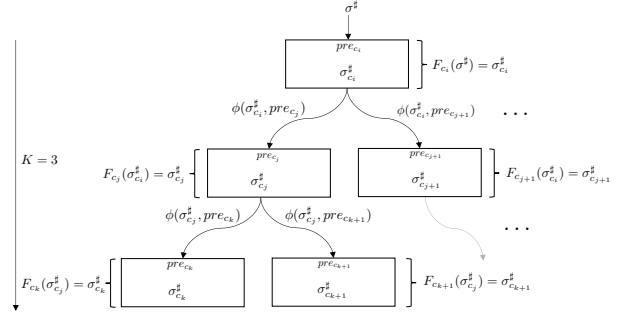 σ♯
pre_{c_i}
σ♯_{c_i}
F_{c_i}(σ♯) = σ♯_{c_i}
ϕ(σ♯_{c_i}, pre_{c_j})
ϕ(σ♯_{c_i}, pre_{c_{j+1}})
. . .
K = 3
F_{c_j}(σ♯_{c_i}) = σ♯_{c_j}
pre_{c_j}
σ♯_{c_j}
pre_{c_{j+1}}
σ♯_{c_{j+1}}
F_{c_{j+1}}(σ♯_{c_i}) = σ♯_{c_{j+1}}
ϕ(σ♯_{c_j}, pre_{c_k})
ϕ(σ♯_{c_j}, pre_{c_{k+1}})
. . .
F_{c_k}(σ♯_{c_j}) = σ♯_{c_k}
pre_{c_k}
σ♯_{c_k}
pre_{c_{k+1}}
σ♯_{c_{k+1}}
F_{c_{k+1}}(σ♯_{c_j}) = σ♯_{c_{k+1}}